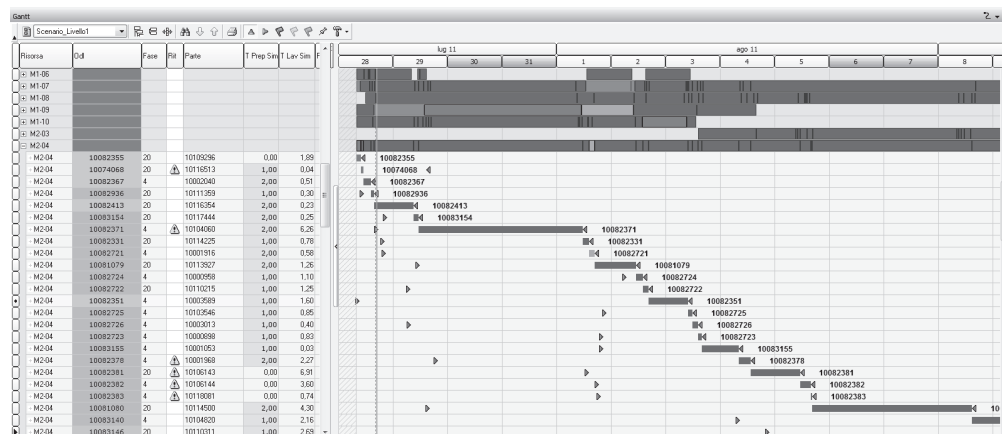 Gantt
Scenario_Livello1
Risorsa Odl Fase Rit Parte T Prep Sim T Lav Sim
lug 11 ago 11
28 29 30 31 1 2 3 4 5 6 7 8
M1-06
M1-07
M1-08
M1-09
M1-10
M2-03
M2-04
M2-04 10082355 20 10109296 0,00 1,89 10082355
M2-04 10074068 20 10116513 1,00 0,04 10074068
M2-04 10082367 4 10002040 2,00 0,51 10082367
M2-04 10082936 20 10111359 1,00 0,30 10082936
M2-04 10082413 20 10116354 2,00 0,23 10082413
M2-04 10083154 20 10117444 2,00 0,25 10083154
M2-04 10082371 4 10104060 2,00 6,26 10082371
M2-04 10082331 20 10114225 1,00 0,78 10082331
M2-04 10082721 4 10001916 2,00 0,58 10082721
M2-04 10081079 20 10113927 2,00 1,26 10081079
M2-04 10082724 4 10000958 1,00 1,10 10082724
M2-04 10082722 20 10110215 1,00 1,25 10082722
M2-04 10082351 4 10003589 1,00 1,60 10082351
M2-04 10082725 4 10103546 1,00 0,85 10082725
M2-04 10082726 4 10003013 1,00 0,40 10082726
M2-04 10082723 4 10000898 1,00 0,83 10082723
M2-04 10083155 4 10001053 1,00 0,03 10083155
M2-04 10082378 4 10001968 2,00 2,27 10082378
M2-04 10082381 20 10106143 0,00 6,91 10082381
M2-04 10082382 4 10106144 0,00 3,60 10082382
M2-04 10082383 4 10118081 0,00 0,74 10082383
M2-04 10081080 20 10114500 2,00 4,30 10
M2-04 10083140 4 10104820 1,00 2,16
M2-04 10083146 20 10110311 1,00 2,69